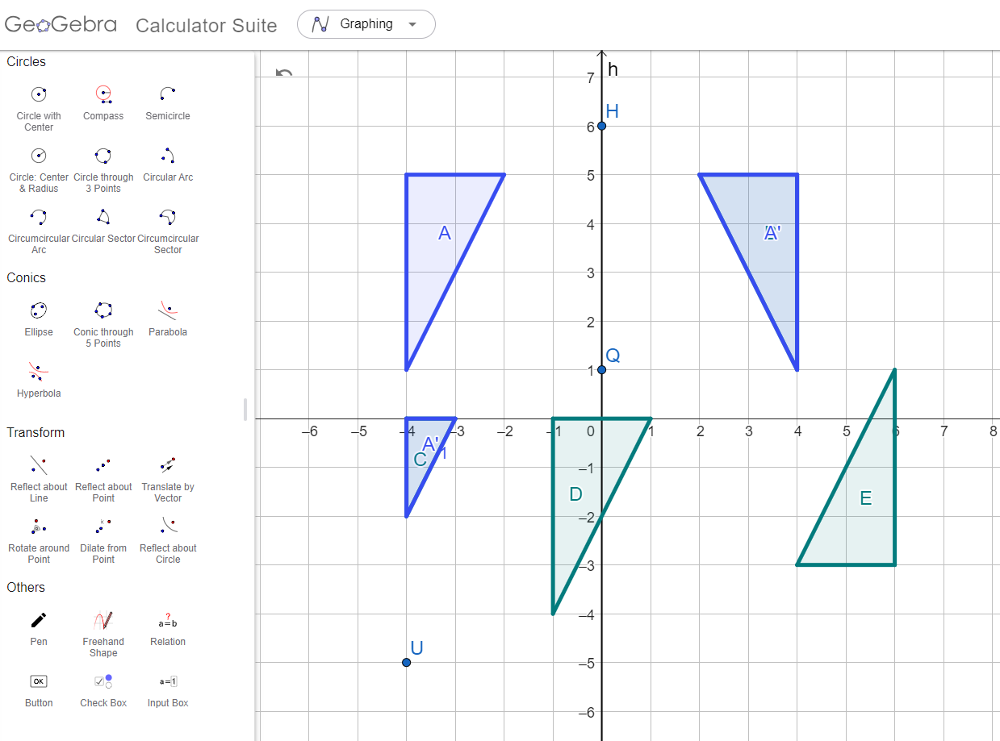 GeoGebra Calculator Suite Graphing
Circles
Circle with
Center
Compass
Semicircle
Circle: Center
& Radius
Circle through
3 Points
Circular Arc
Circumcircular
Arc
Circular Sector
Circumcircular
Sector
Conics
Ellipse
Conic through
5 Points
Parabola
Hyperbola
Transform
Reflect about
Line
Reflect about
Point
Translate by
Vector
Rotate around
Point
Dilate from
Point
Reflect about
Circle
Others
Pen
Freehand
Shape
a=b
?
Relation
OK
Button
Check Box
a=1
Input Box
h
7
H
6
5
4
A
A'
3
2
Q
1
–6 –5 –4 –3 –2 –1 0 1 2 3 4 5 6 7 8
A'1
C
–1
D
E
–2
–3
–4
U
–5
–6